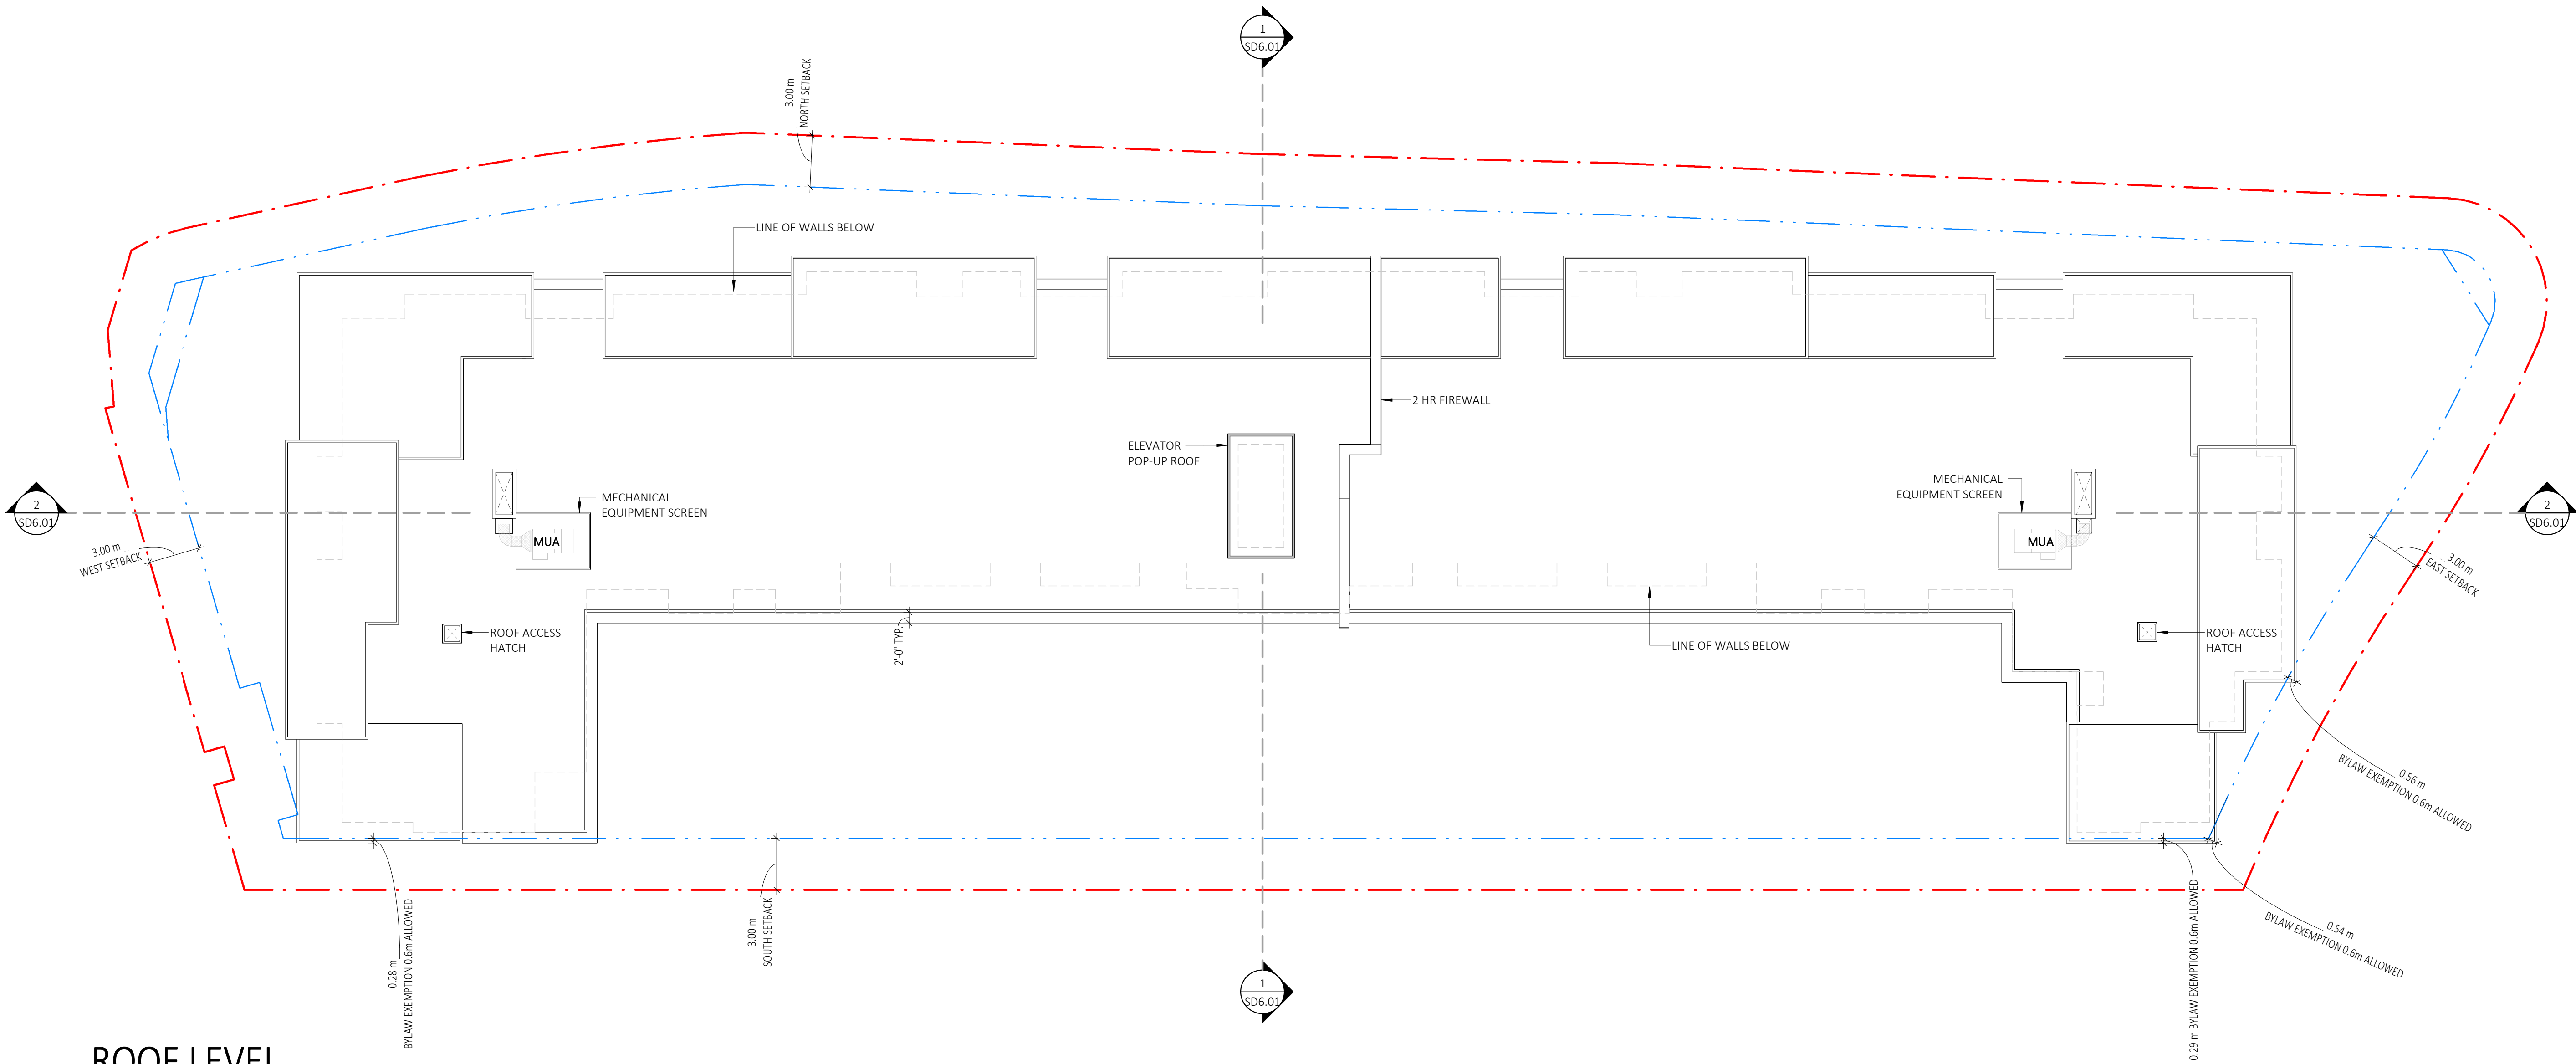 1
SD6.01
3.00 m
NORTH SETBACK
LINE OF WALLS BELOW
2 HR FIREWALL
ELEVATOR
POP-UP ROOF
MECHANICAL
EQUIPMENT SCREEN
MUA
MECHANICAL
EQUIPMENT SCREEN
MUA
2
SD6.01
2
SD6.01
3.00 m
WEST SETBACK
3.00 m
EAST SETBACK
ROOF ACCESS
HATCH
2'-0" TYP.
LINE OF WALLS BELOW
ROOF ACCESS
HATCH
0.56 m
BYLAW EXEMPTION 0.6m ALLOWED
0.54 m
BYLAW EXEMPTION 0.6m ALLOWED
0.28 m
BYLAW EXEMPTION 0.6m ALLOWED
3.00 m
SOUTH SETBACK
0.29 m BYLAW EXEMPTION 0.6m ALLOWED
1
SD6.01
ROOF LEVEL